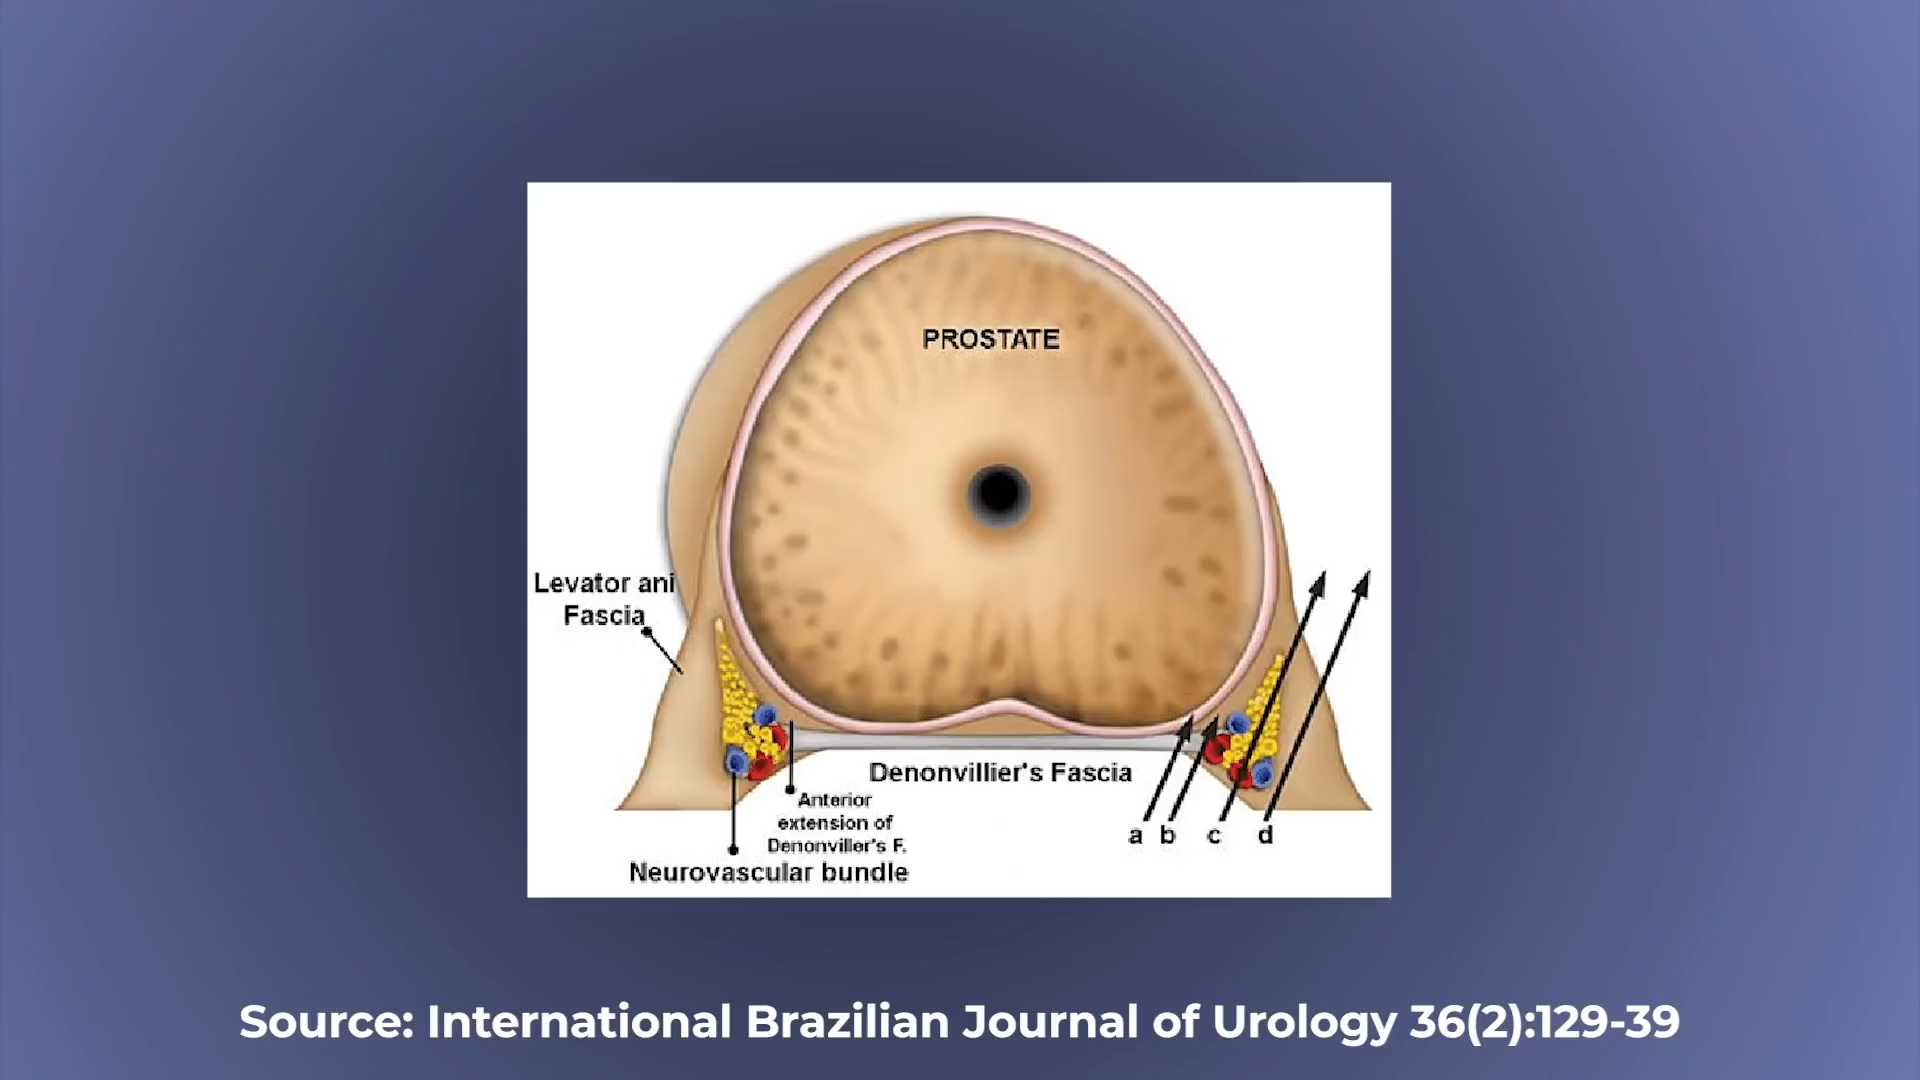 PROSTATE
Levator ani
Fascia
Denonvillier's Fascia
Anterior
extension of
Denonviller's F.
a b c d
Neurovascular bundle
Source: International Brazilian Journal of Urology 36(2):129-39